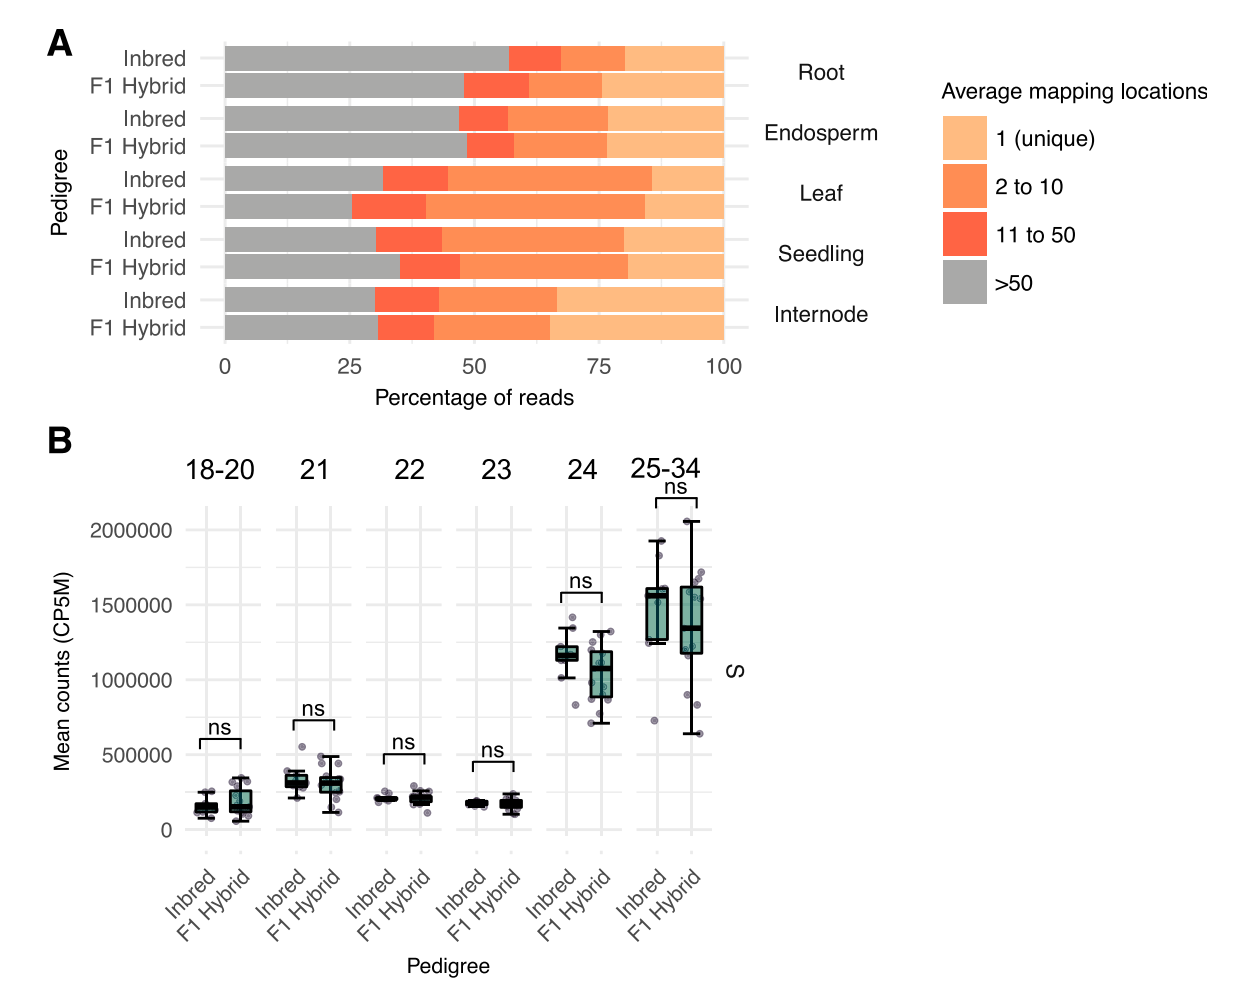 A
Inbred
F1 Hybrid
Root
Inbred
F1 Hybrid
Endosperm
Inbred
F1 Hybrid
Leaf
Inbred
F1 Hybrid
Seedling
Inbred
F1 Hybrid
Internode
Pedigree
0 25 50 75 100
Percentage of reads
Average mapping locations
1 (unique)
2 to 10
11 to 50
>50
B
18-20 21 22 23 24 25-34
ns
ns
ns
ns
ns
ns
2000000
1500000
1000000
500000
0
Mean counts (CP5M)
S
Inbred
F1 Hybrid
Inbred
F1 Hybrid
Inbred
F1 Hybrid
Inbred
F1 Hybrid
Inbred
F1 Hybrid
Inbred
F1 Hybrid
Pedigree